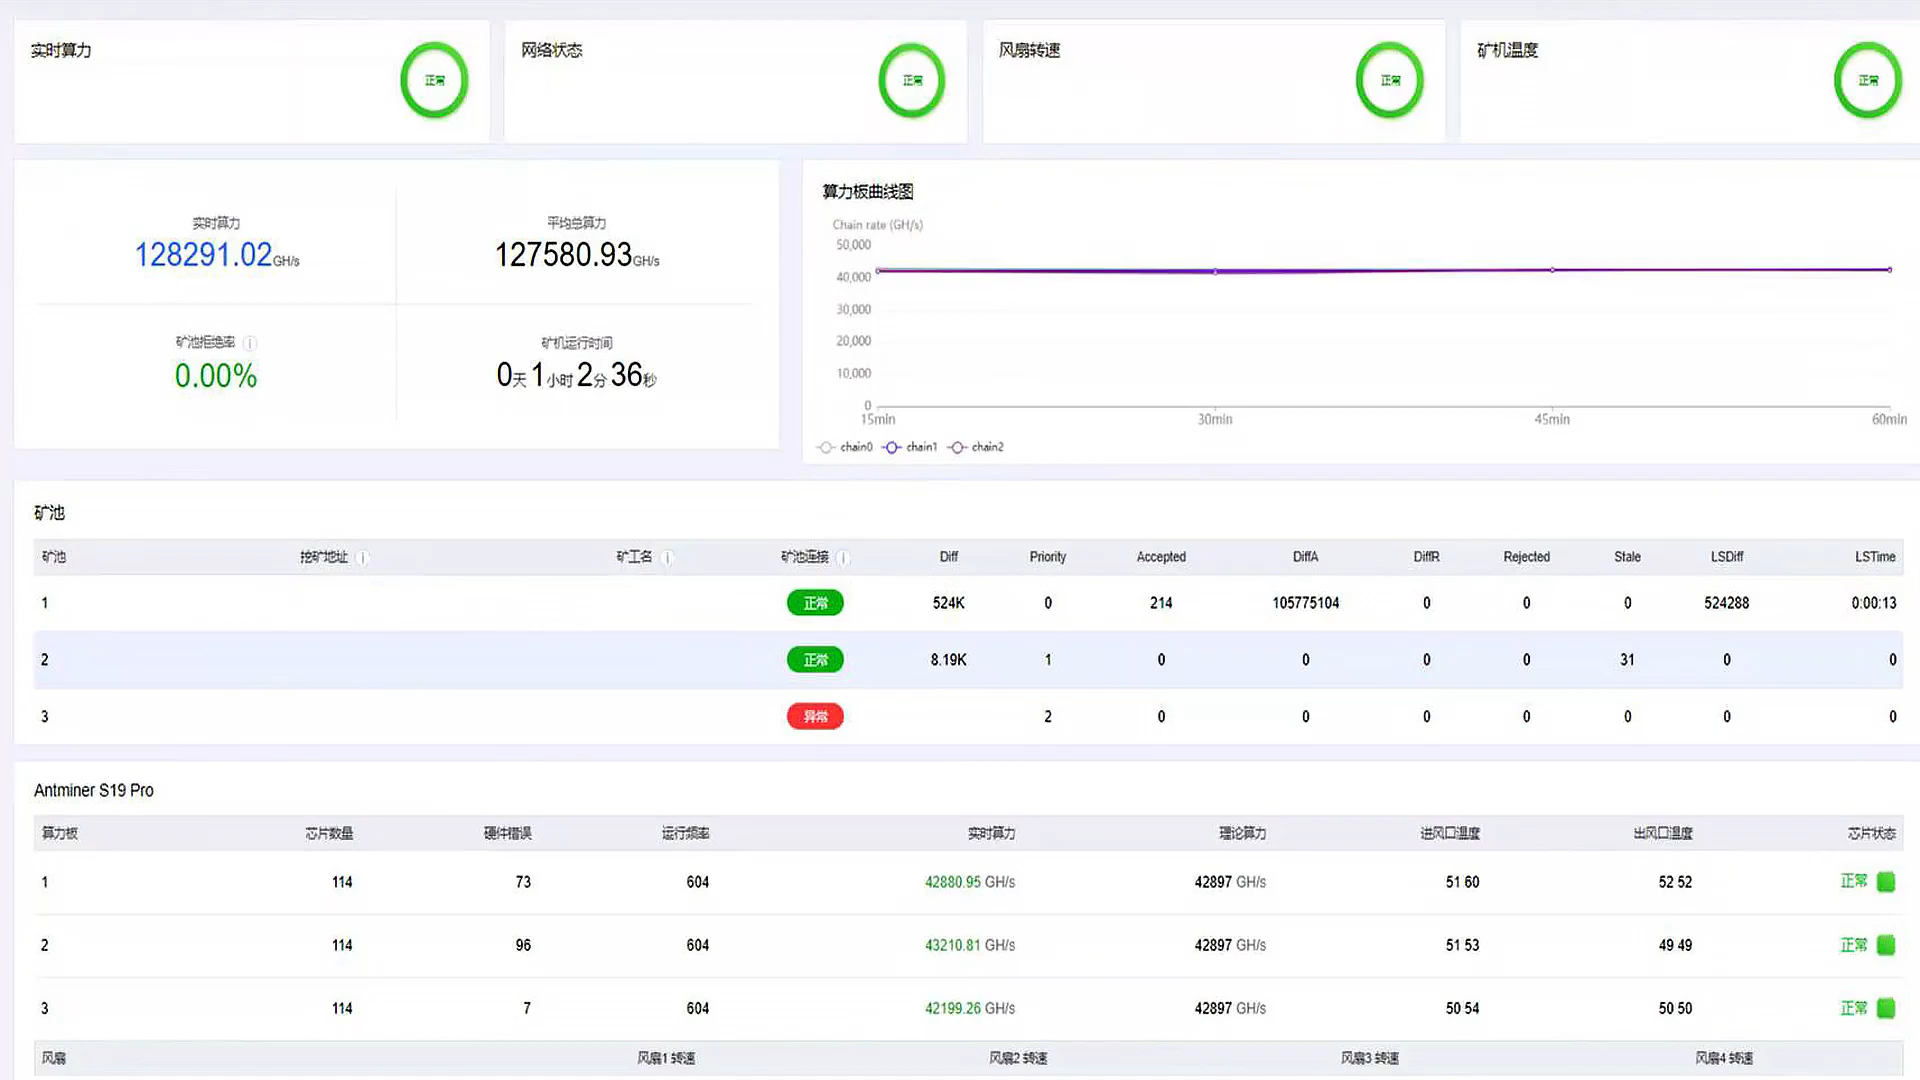 实时算力 正常 网络状态 正常 风扇转速 正常 矿机温度 正常
实时算力 平均总算力
128291.02GH/s 127580.93GH/s
矿池拒绝率 矿机运行时间
0.00% 0天1小时2分36秒
算力板曲线图
Chain rate (GH/s)
50,000
40,000
30,000
20,000
10,000
0
15min 30min 45min 60min
chain0 chain1 chain2
矿池
矿池 挖矿地址 矿工名 矿池连接 Diff Priority Accepted DiffA DiffR Rejected Stale LSDiff LSTime
1 正常 524K 0 214 105775104 0 0 0 524288 0:00:13
2 正常 8.19K 1 0 0 0 0 31 0 0
3 异常 2 0 0 0 0 0 0 0
Antminer S19 Pro
算力板 芯片数量 硬件错误 运行频率 实时算力 理论算力 进风口温度 出风口温度 芯片状态
1 114 73 604 42880.95 GH/s 42897 GH/s 51 60 52 52 正常
2 114 96 604 43210.81 GH/s 42897 GH/s 51 53 49 49 正常
3 114 7 604 42199.26 GH/s 42897 GH/s 50 54 50 50 正常
风扇 风扇1 转速 风扇2 转速 风扇3 转速 风扇4 转速